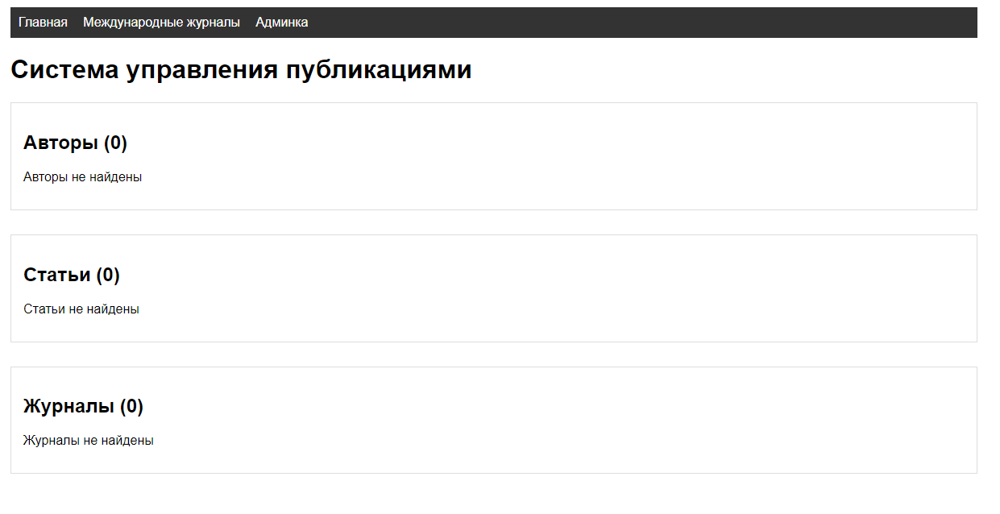 Главная Международные журналы Админка
Система управления публикациями
Авторы (0)
Авторы не найдены
Статьи (0)
Статьи не найдены
Журналы (0)
Журналы не найдены